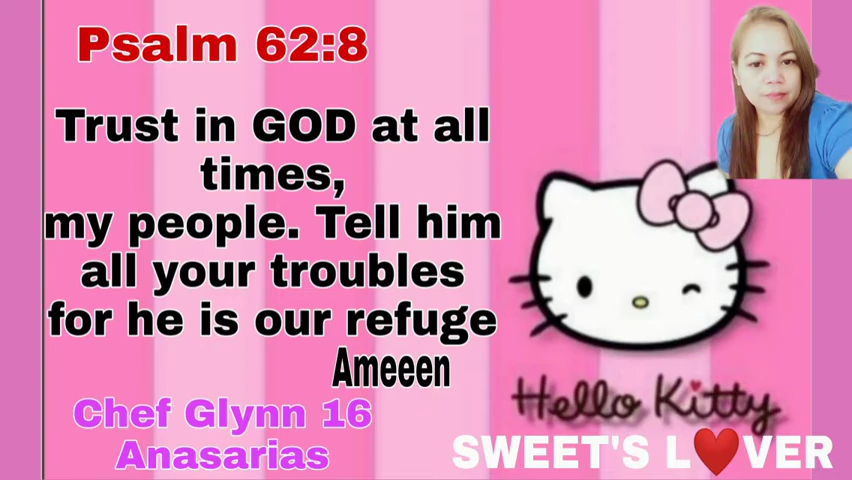 Psalm 62:8
Trust in GOD at all
times,
my people. Tell him
all your troubles
for he is our refuge
Ameeen
Chef Glynn 16
Anasarias
Hello Kitty
SWEET'S L❤️VER